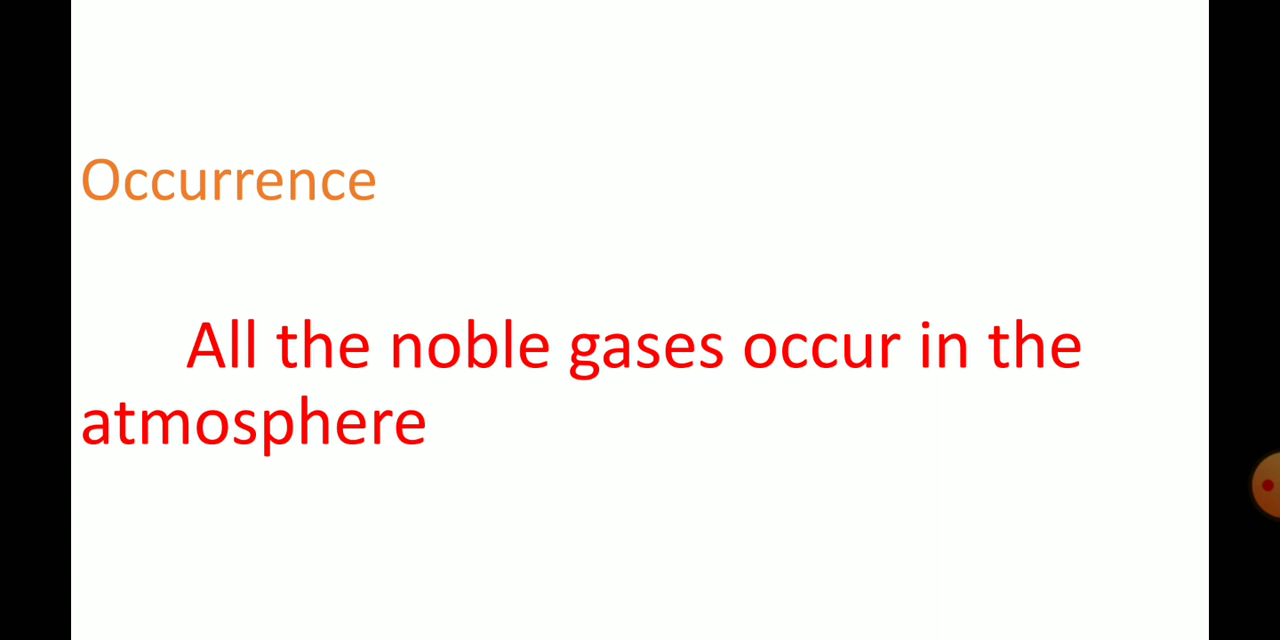 Occurrence
All the noble gases occur in the
atmosphere